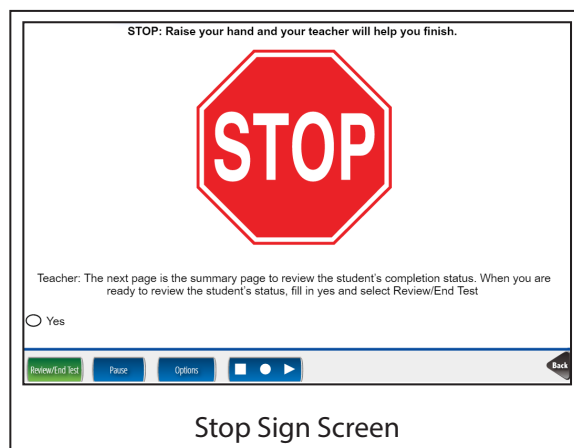 STOP: Raise your hand and your teacher will help you finish.
STOP
Teacher: The next page is the summary page to review the student's completion status. When you are
ready to review the student's status, fill in yes and select Review/End Test
Yes
Review/End Test Pause Options Back
Stop Sign Screen